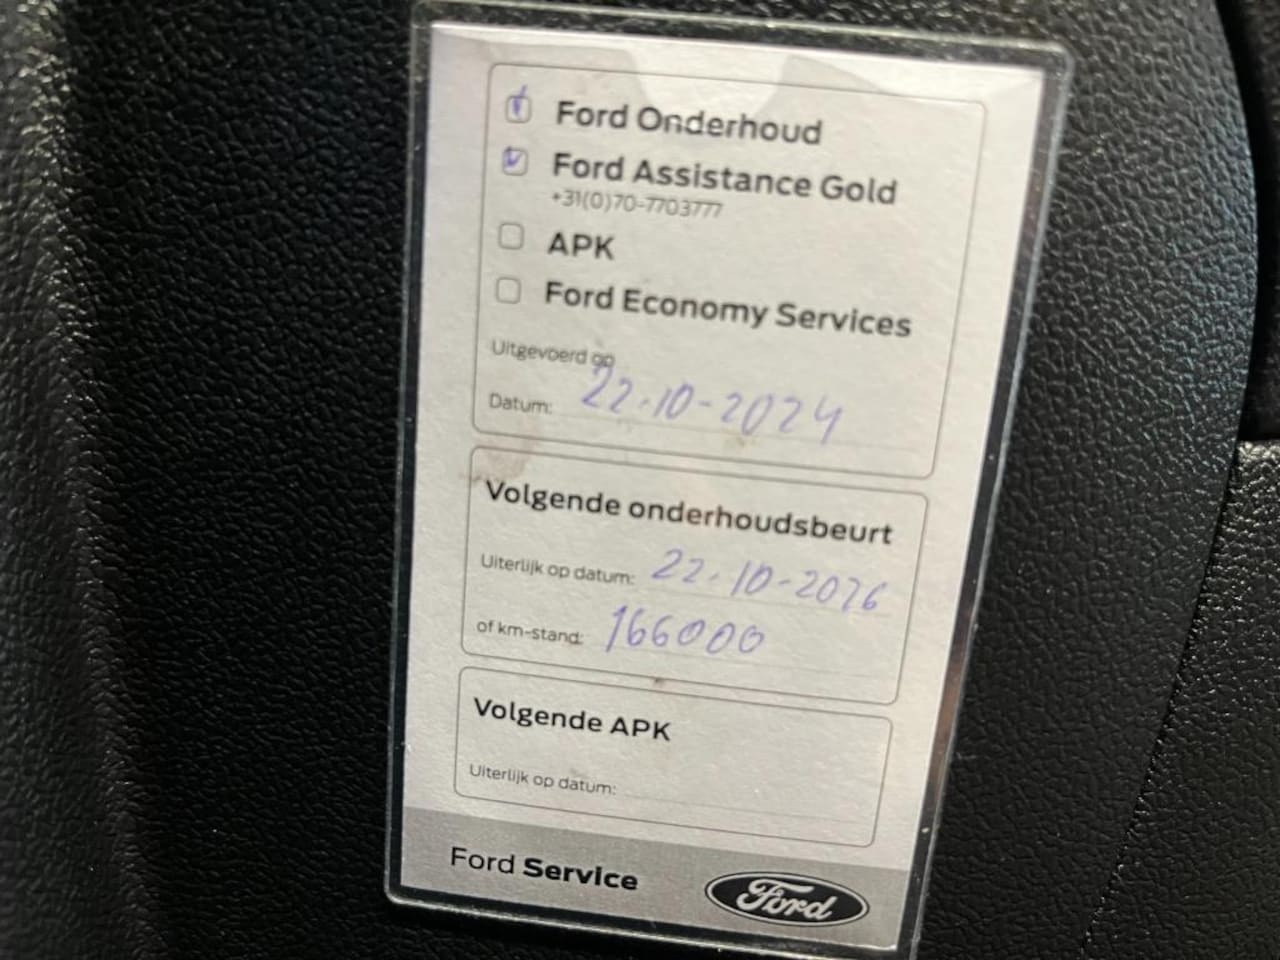 Ford Onderhoud
Ford Assistance Gold
+31(0)70-7703777
APK
Ford Economy Services
Uitgevoerd op
Datum: 22-10-2024
Volgende onderhoudsbeurt
Uiterlijk op datum: 22-10-2026
of km-stand: 166000
Volgende APK
Uiterlijk op datum:
Ford Service
Ford